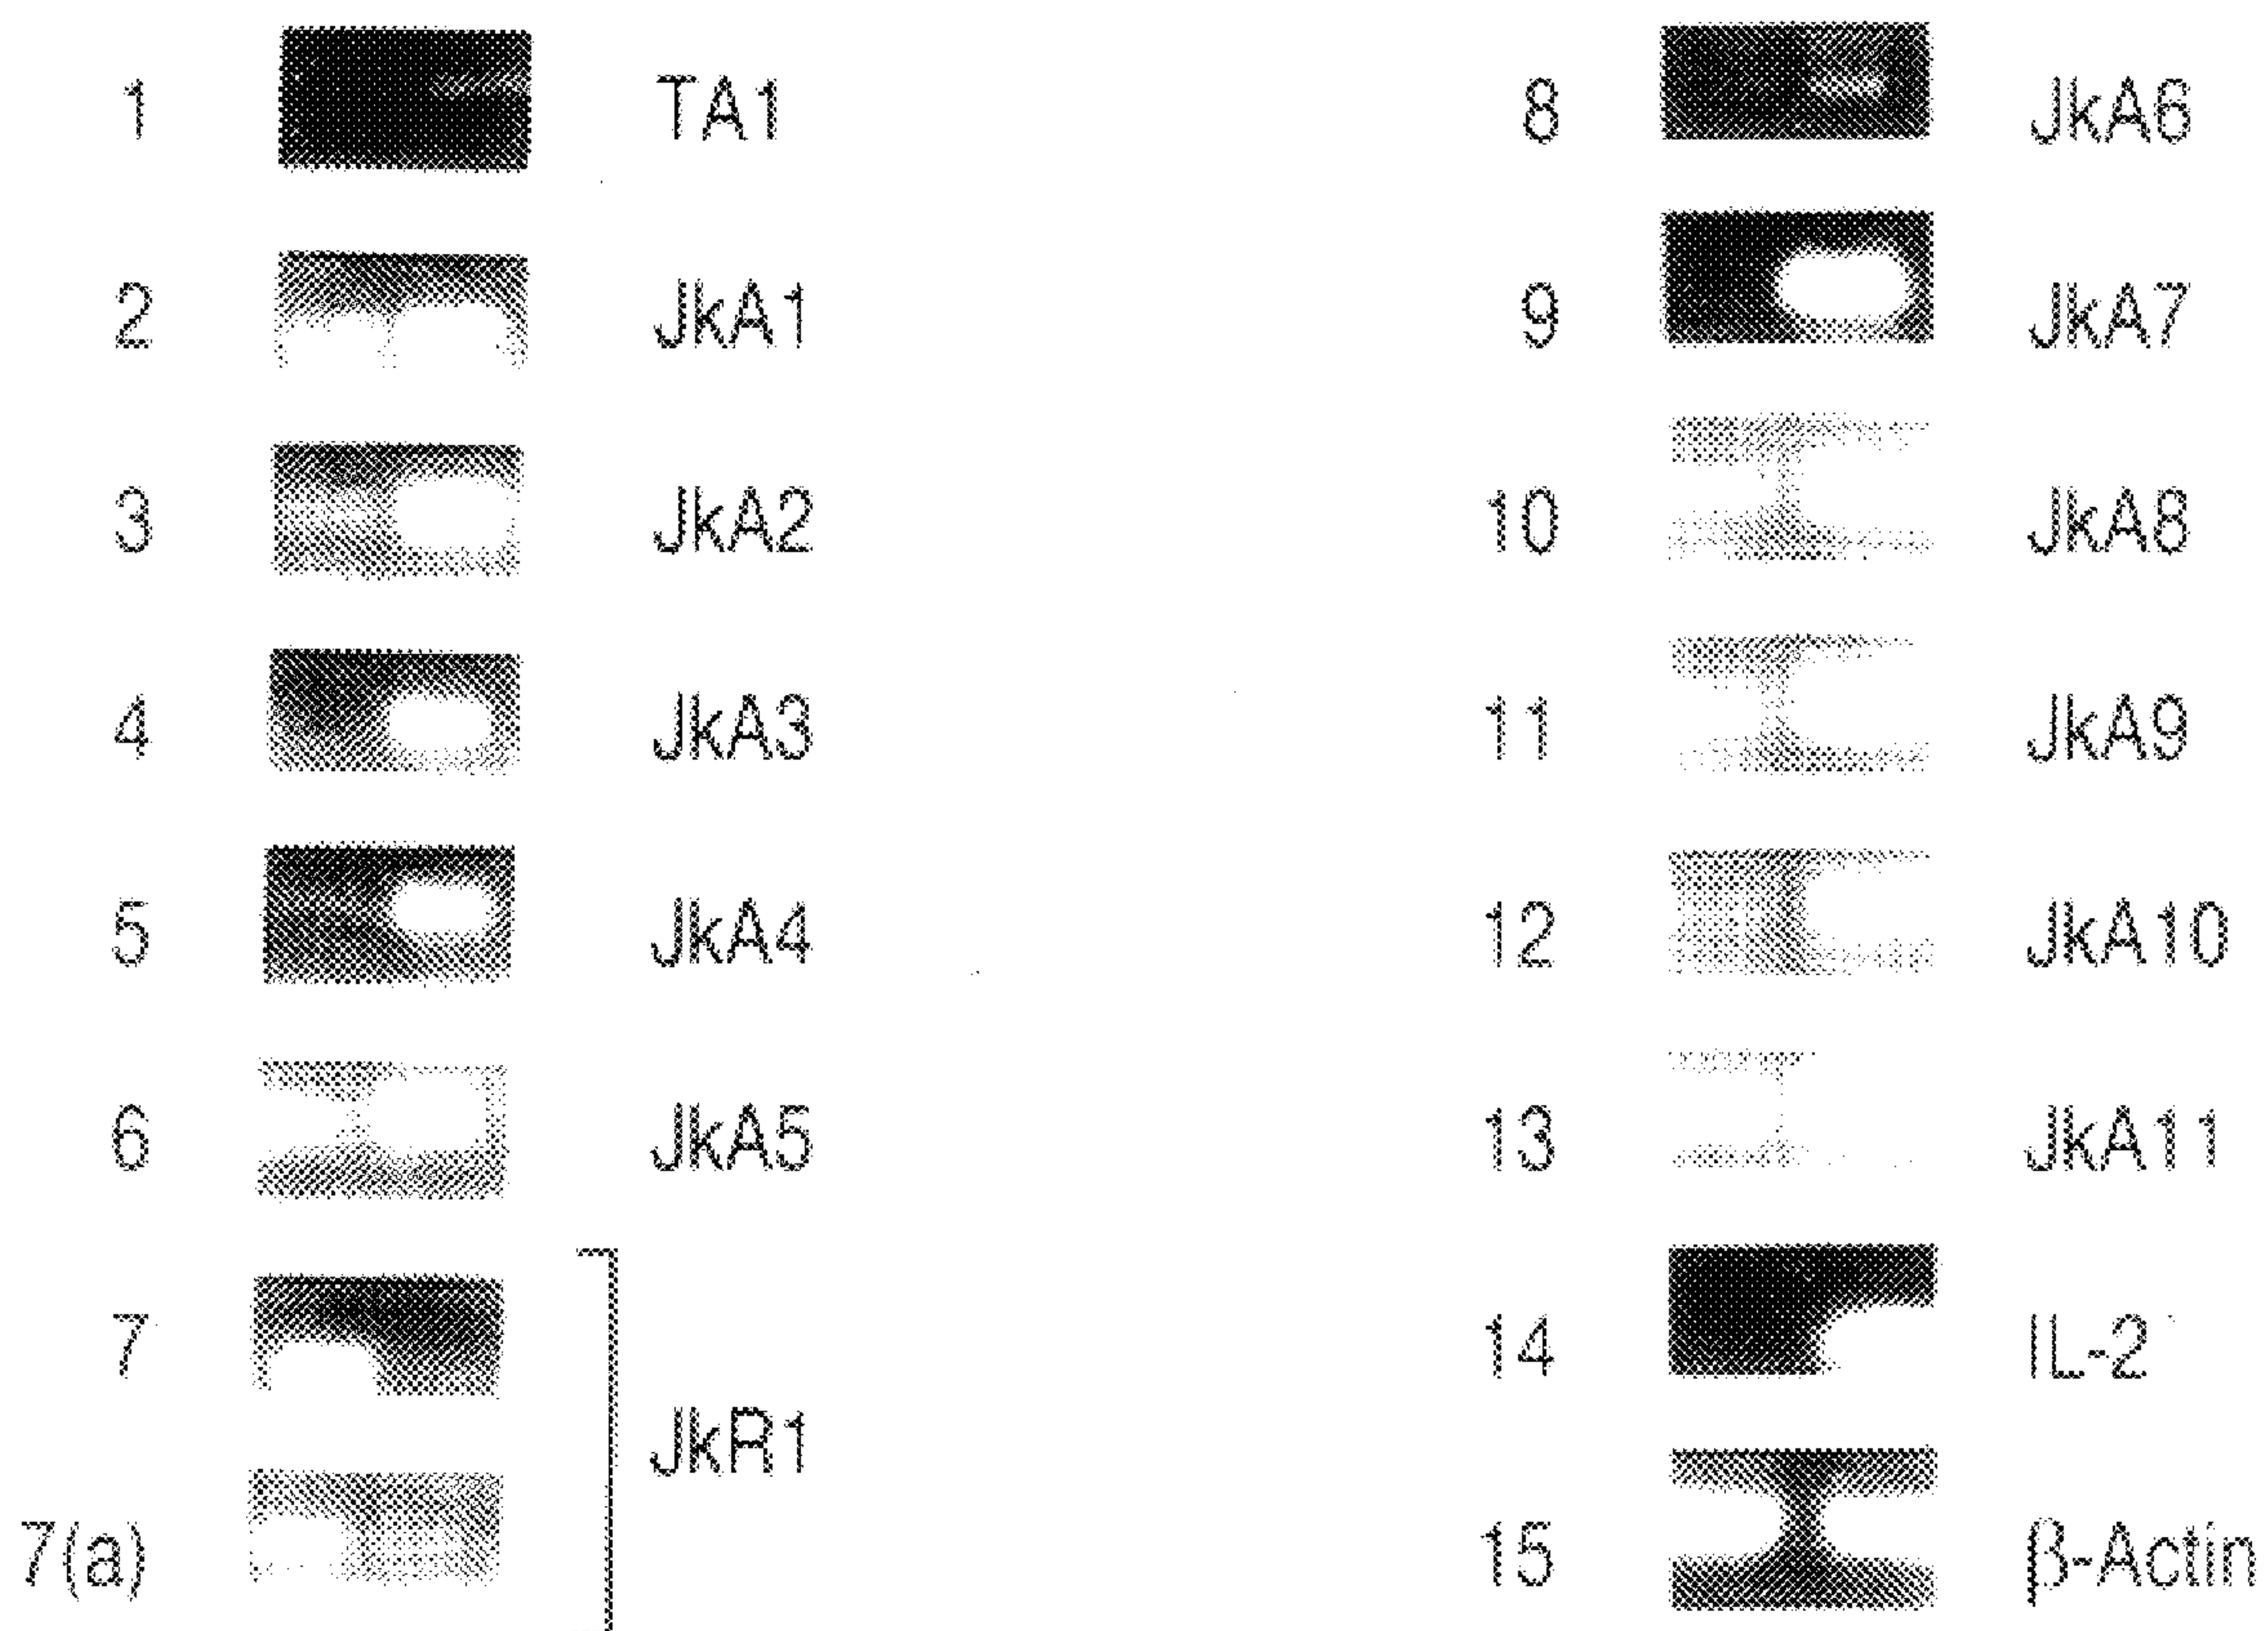 1 TA1
2 JkA1
3 JkA2
4 JkA3
5 JkA4
6 JkA5
7
JkR1
7(a)
8 JkA6
9 JkA7
10 JkA8
11 JkA9
12 JkA10
13 JkA11
14 IL-2
15 β-Actin